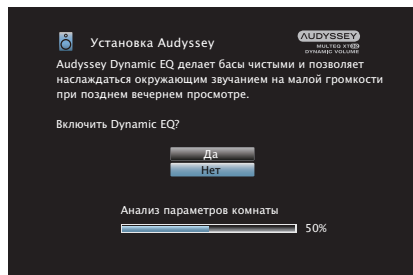 Установка Audyssey
AUDYSSEY
MULTEQ XT32
DYNAMIC VOLUME
Audyssey Dynamic EQ делает басы чистыми и позволяет
наслаждаться окружающим звучанием на малой громкости
при позднем вечернем просмотре.
Включить Dynamic EQ?
Да
Нет
Анализ параметров комнаты
50%